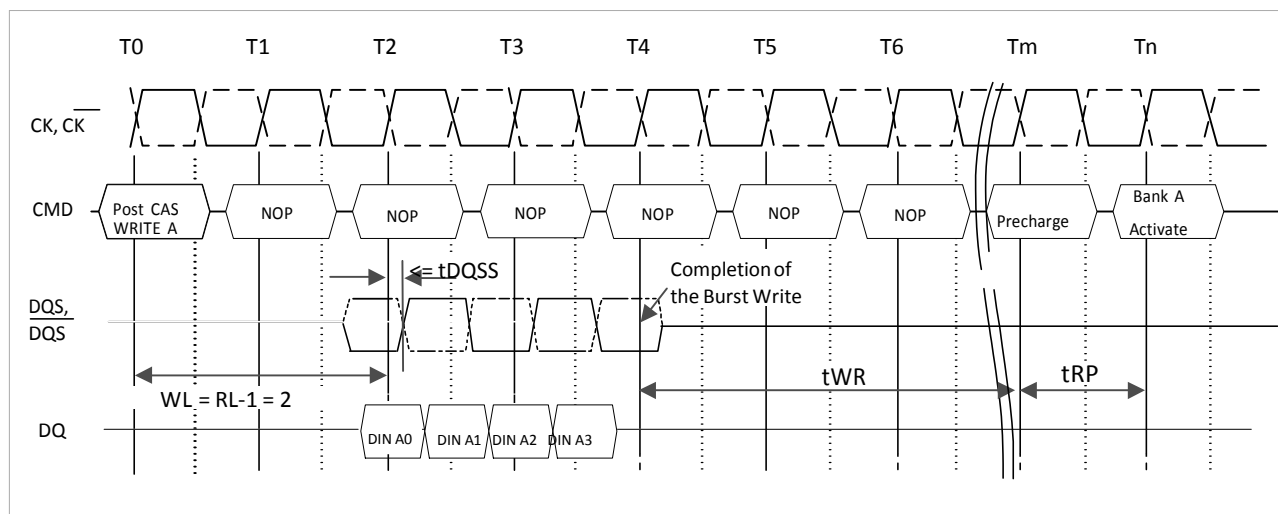 T0 T1 T2 T3 T4 T5 T6 Tm Tn
CK, CK
CMD
Post CAS
WRITE A
NOP
NOP
NOP
NOP
NOP
NOP
Precharge
Bank A
Activate
<= tDQSS
Completion of
the Burst Write
DQS,
DQS
WL = RL-1 = 2
tWR
tRP
DQ
DIN A0
DIN A1
DIN A2
DIN A3